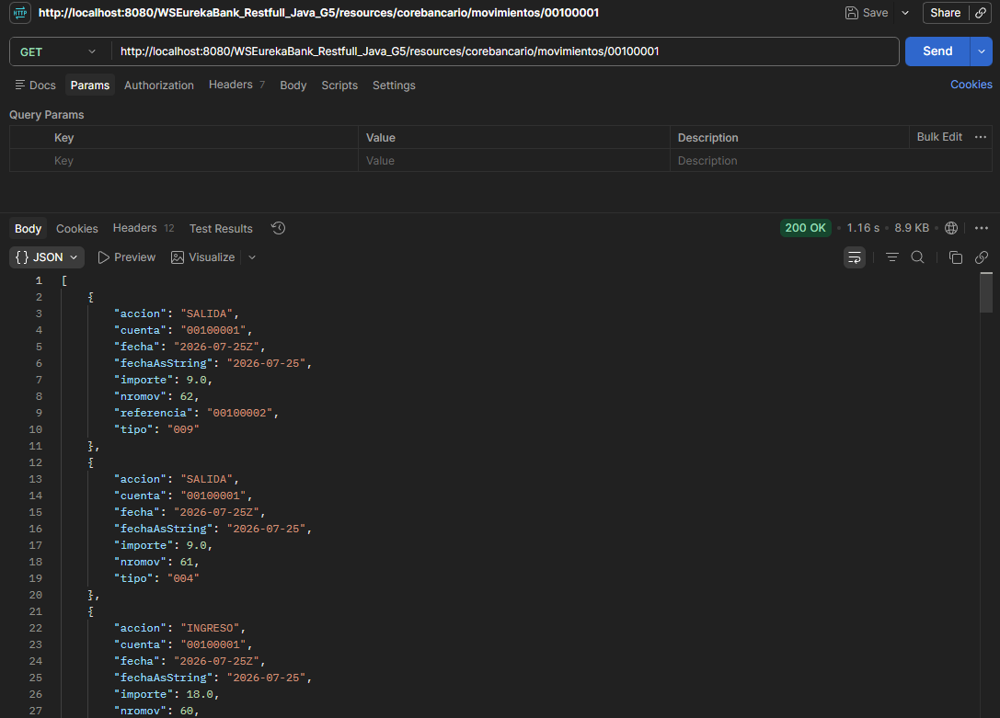 HTTP http://localhost:8080/WSEurekaBank_Restfull_Java_G5/resources/corebancario/movimientos/00100001 Save Share
GET http://localhost:8080/WSEurekaBank_Restfull_Java_G5/resources/corebancario/movimientos/00100001 Send
Docs Params Authorization Headers 7 Body Scripts Settings Cookies
Query Params
Key Value Description Bulk Edit
Key Value Description
Body Cookies Headers 12 Test Results 200 OK • 1.16 s • 8.9 KB •
{} JSON Preview Visualize
1 [
2 {
3 "accion": "SALIDA",
4 "cuenta": "00100001",
5 "fecha": "2026-07-25Z",
6 "fechaAsString": "2026-07-25",
7 "importe": 9.0,
8 "nromov": 62,
9 "referencia": "00100002",
10 "tipo": "009"
11 },
12 {
13 "accion": "SALIDA",
14 "cuenta": "00100001",
15 "fecha": "2026-07-25Z",
16 "fechaAsString": "2026-07-25",
17 "importe": 9.0,
18 "nromov": 61,
19 "tipo": "004"
20 },
21 {
22 "accion": "INGRESO",
23 "cuenta": "00100001",
24 "fecha": "2026-07-25Z",
25 "fechaAsString": "2026-07-25",
26 "importe": 18.0,
27 "nromov": 60,